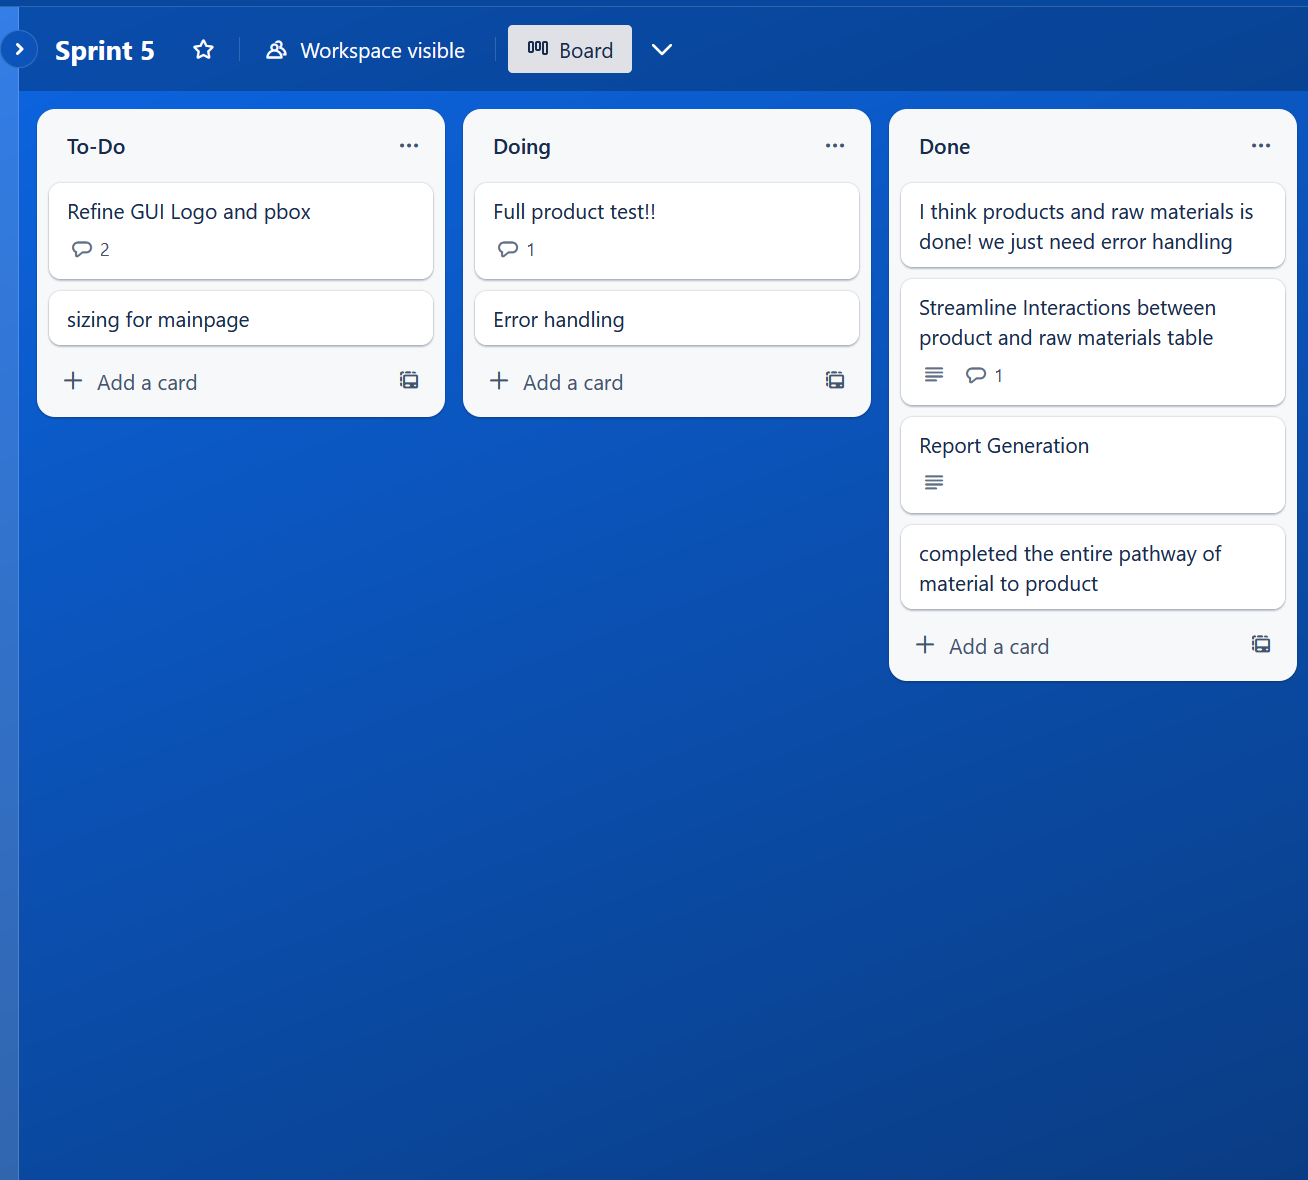 Sprint 5
Workspace visible
Board
To-Do
Refine GUI Logo and pbox
2
sizing for mainpage
Add a card
Doing
Full product test!!
1
Error handling
Add a card
Done
I think products and raw materials is
done! we just need error handling
Streamline Interactions between
product and raw materials table
1
Report Generation
completed the entire pathway of
material to product
Add a card